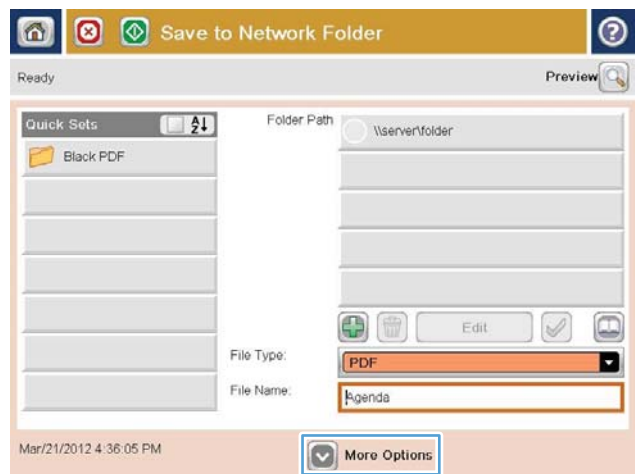 Save to Network Folder
?
Ready
Preview
Quick Sets
AZ
Folder Path
\\server\folder
Black PDF
Edit
File Type:
PDF
File Name:
Agenda
Mar/21/2012 4:36:05 PM
More Options